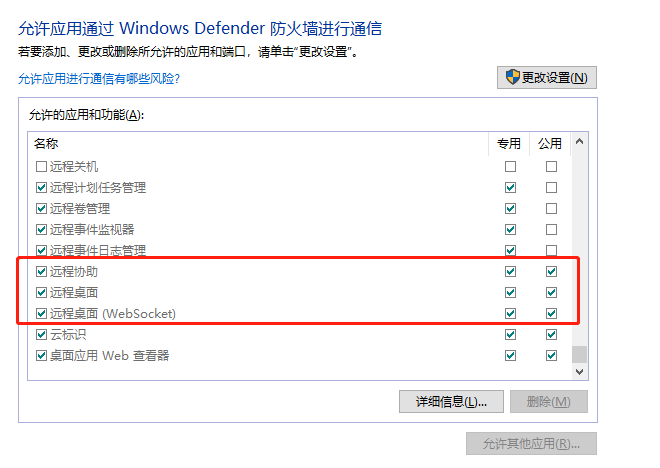 允许应用通过 Windows Defender 防火墙进行通信
若要添加、更改或删除所允许的应用和端口，请单击“更改设置”。
允许应用进行通信有哪些风险?
更改设置(N)
允许的应用和功能(A):
名称 专用 公用
远程关机
远程计划任务管理
远程卷管理
远程事件监视器
远程事件日志管理
远程协助
远程桌面
远程桌面 (WebSocket)
云标识
桌面应用 Web 查看器
详细信息(L)... 删除(M)
允许其他应用(R)...